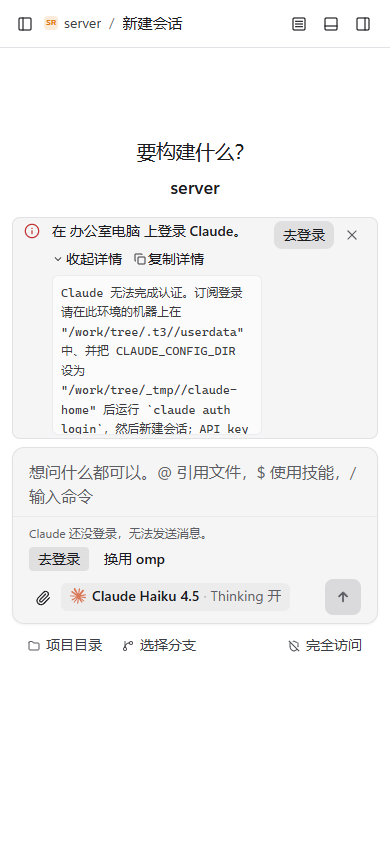 SR server / 新建会话
要构建什么?
server
在 办公室电脑 上登录 Claude。
去登录
收起详情 复制详情
Claude 无法完成认证。订阅登录
请在此环境的机器上在
"/work/tree/.t3//userdata"
中、并把 CLAUDE_CONFIG_DIR
设为
"/work/tree/_tmp//claude-
home" 后运行 `claude auth
login`，然后新建会话；API key
想问什么都可以。@ 引用文件，$ 使用技能，/
输入命令
Claude 还没登录，无法发送消息。
去登录 换用 omp
Claude Haiku 4.5 · Thinking 开
项目目录 选择分支 完全访问